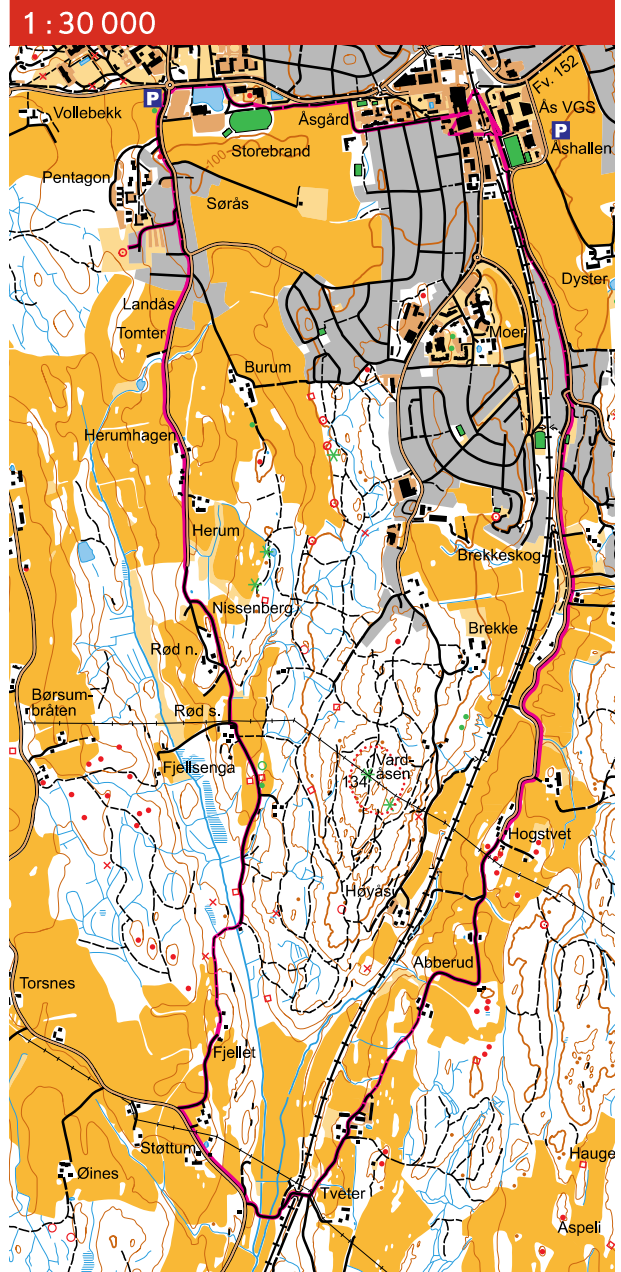 1 : 30 000
Fv. 152
Vollebekk
P
Ås VGS
Åsgård
P
Åshallen
Storebrand
100
Pentagon
Sørås
Dyster
Landås
Tomter
Moer
Burum
Herumhagen
Herum
Brekkeskog
Nissenberg
Brekke
Rød n.
Børsum-
bråten
Rød s.
Vard-
åsen
134
Fjellsenga
Hogstvet
Høyås
Abberud
Torsnes
Fjellet
Støttum
Hauge
Øines
Tveter
Aspeli